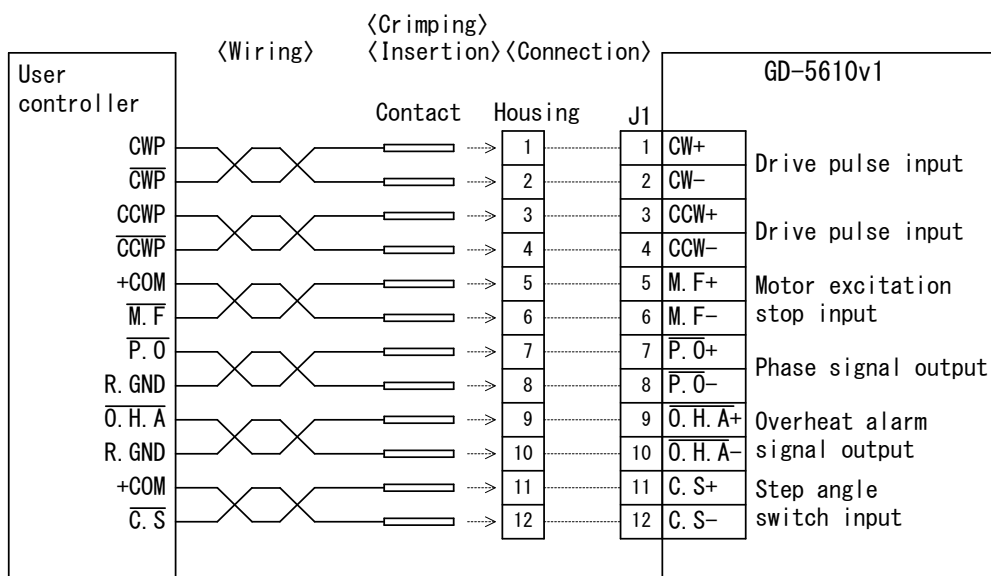 〈Crimping〉
〈Wiring〉 〈Insertion〉〈Connection〉
User
controller
GD-5610v1
Contact Housing J1
CWP 1 1 CW+
Drive pulse input
C̅W̅P̅ 2 2 CW-
CCWP 3 3 CCW+
Drive pulse input
C̅C̅W̅P̅ 4 4 CCW-
+COM 5 5 M.F+
Motor excitation
stop input
M̅.̅F̅ 6 6 M.F-
P̅.̅O̅ 7 7 P̅.̅O̅+
Phase signal output
R.GND 8 8 P̅.̅O̅-
O̅.̅H̅.̅A̅ 9 9 O̅.̅H̅.̅A̅+
Overheat alarm
signal output
R.GND 10 10 O̅.̅H̅.̅A̅-
+COM 11 11 C.S+
Step angle
switch input
C̅.̅S̅ 12 12 C.S-